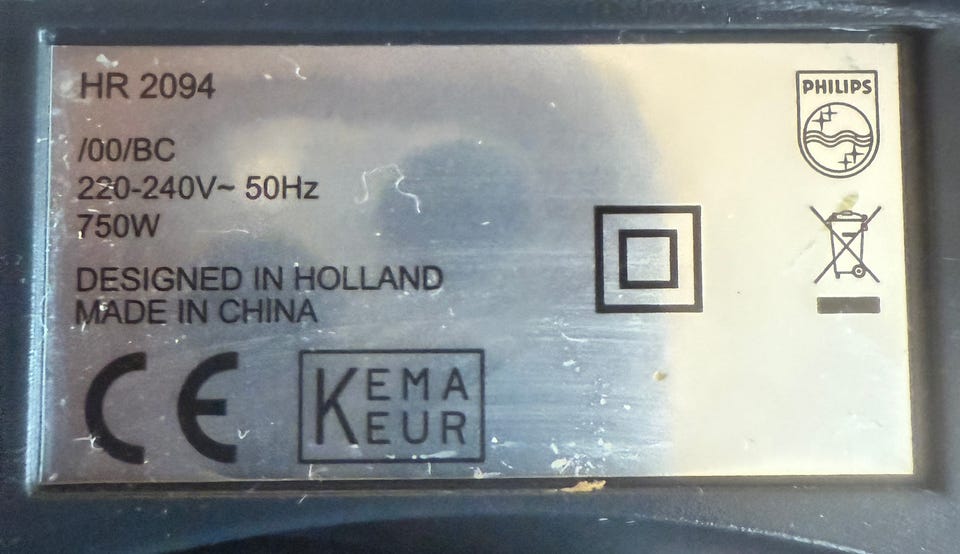 HR 2094
PHILIPS
/00/BC
220-240V~ 50Hz
750W
DESIGNED IN HOLLAND
MADE IN CHINA
CE
KEMA
KEUR